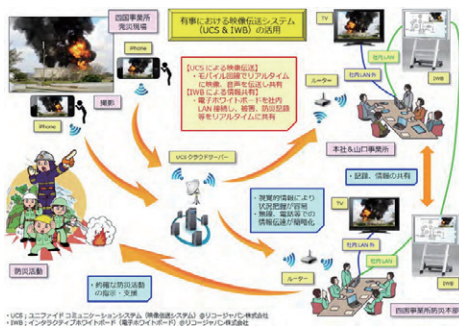 有事における映像伝送システム
(UCS & IWB) の活用
四国事業所
発災現場
iPhone
撮影
iPhone
【UCSによる映像伝送】
・モバイル回線でリアルタイム
に映像、音声を伝送し共有
【IWBによる情報共有】
・電子ホワイトボードを社内
LAN接続し、被害、防災記録
等をリアルタイムに共有
TV
社内LAN外
社内LAN
IWB
ルーター
本社&山口事業所
UCSクラウドサーバー
・記録、情報の共有
・視覚的情報により
状況把握が容易
・無線、電話等での
情報伝達が簡略化
TV
社内LAN外
社内LAN
IWB
ルーター
四国事業所防災本部
防災活動
・的確な防災活動
の指示・支援
・UCS;ユニファイド コミュニケーションシステム（映像伝送システム）@リコージャパン株式会社
・IWB;インタラクティブホワイトボード（電子ホワイトボード）@リコージャパン株式会社